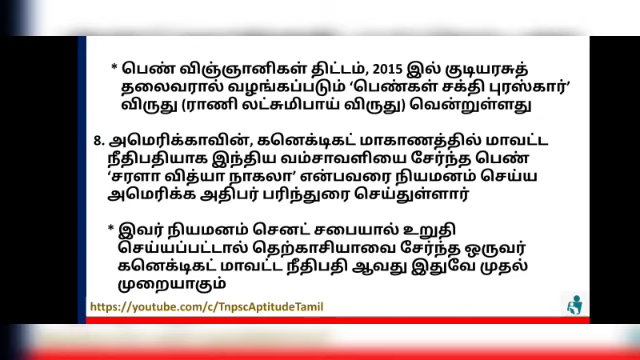 * பெண் விஞ்ஞானிகள் திட்டம், 2015 இல் குடியரசுத்
தலைவரால் வழங்கப்படும் ‘பெண்கள் சக்தி புரஸ்கார்’
விருது (ராணி லட்சுமிபாய் விருது) வென்றுள்ளது
8. அமெரிக்காவின், கனெக்டிகட் மாகாணத்தில் மாவட்ட
நீதிபதியாக இந்திய வம்சாவளியை சேர்ந்த பெண்
‘சரளா வித்யா நாகலா’ என்பவரை நியமனம் செய்ய
அமெரிக்க அதிபர் பரிந்துரை செய்துள்ளார்
* இவர் நியமனம் செனட் சபையால் உறுதி
செய்யப்பட்டால் தெற்காசியாவை சேர்ந்த ஒருவர்
கனெக்டிகட் மாவட்ட நீதிபதி ஆவது இதுவே முதல்
முறையாகும்
https://youtube.com/c/TnpscAptitudeTamil